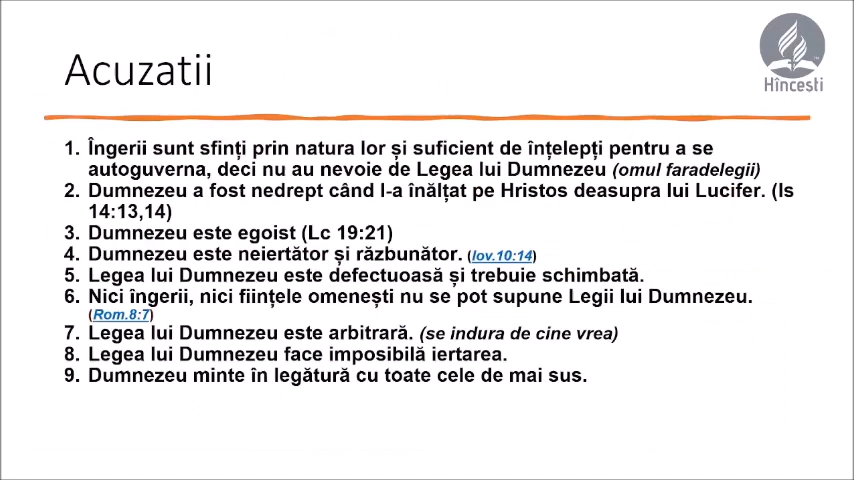 Acuzatii
Hîncesti
1. Îngerii sunt sfinți prin natura lor și suficient de înțelepți pentru a se
autoguverna, deci nu au nevoie de Legea lui Dumnezeu (omul faradelegii)
2. Dumnezeu a fost nedrept când l-a înălțat pe Hristos deasupra lui Lucifer. (Is
14:13,14)
3. Dumnezeu este egoist (Lc 19:21)
4. Dumnezeu este neiertător și răzbunător. (Iov.10:14)
5. Legea lui Dumnezeu este defectuoasă și trebuie schimbată.
6. Nici îngerii, nici ființele omenești nu se pot supune Legii lui Dumnezeu.
(Rom.8:7)
7. Legea lui Dumnezeu este arbitrară. (se indura de cine vrea)
8. Legea lui Dumnezeu face imposibilă iertarea.
9. Dumnezeu minte în legătură cu toate cele de mai sus.